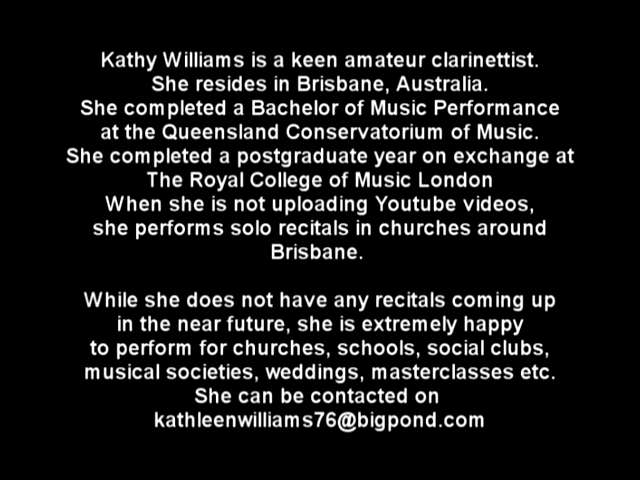 Kathy Williams is a keen amateur clarinettist.
She resides in Brisbane, Australia.
She completed a Bachelor of Music Performance
at the Queensland Conservatorium of Music.
She completed a postgraduate year on exchange at
The Royal College of Music London
When she is not uploading Youtube videos,
she performs solo recitals in churches around
Brisbane.
While she does not have any recitals coming up
in the near future, she is extremely happy
to perform for churches, schools, social clubs,
musical societies, weddings, masterclasses etc.
She can be contacted on
kathleenwilliams76@bigpond.com